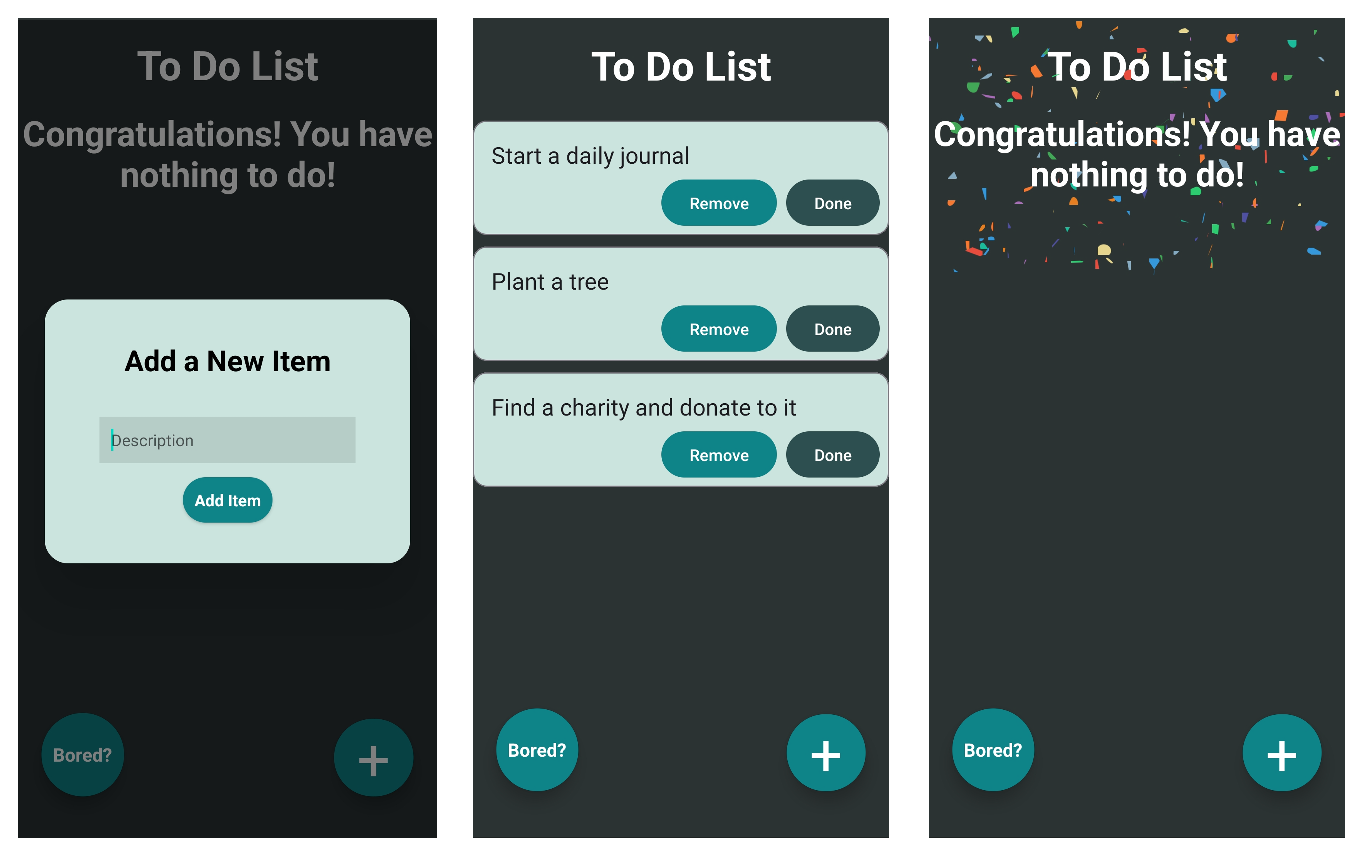 To Do List
Congratulations! You have
nothing to do!
Add a New Item
Description
Add Item
Bored?
+
To Do List
Start a daily journal
Remove
Done
Plant a tree
Remove
Done
Find a charity and donate to it
Remove
Done
Bored?
+
To Do List
Congratulations! You have
nothing to do!
Bored?
+